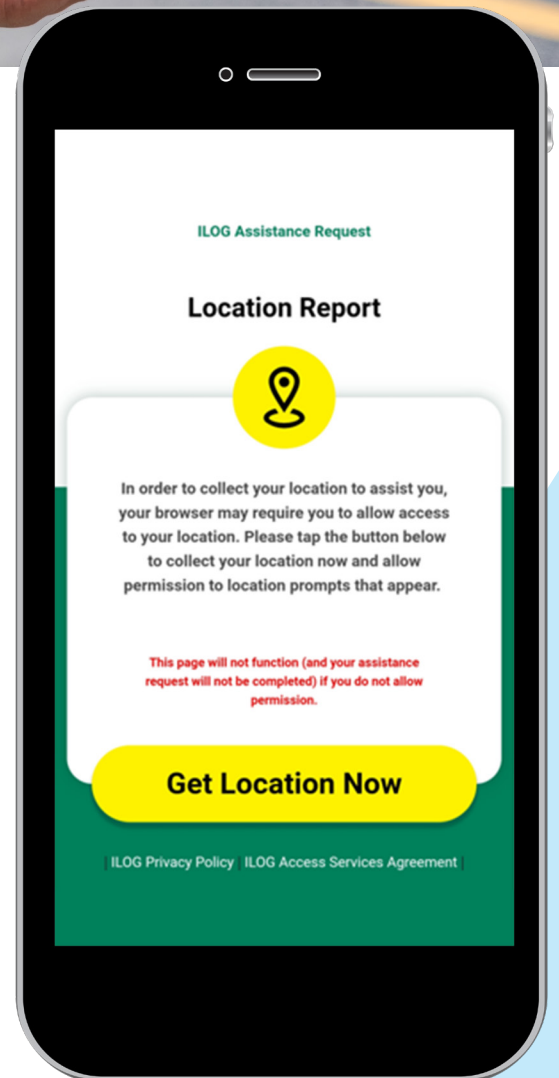 ILOG Assistance Request
Location Report
In order to collect your location to assist you,
your browser may require you to allow access
to your location. Please tap the button below
to collect your location now and allow
permission to location prompts that appear.
This page will not function (and your assistance
request will not be completed) if you do not allow
permission.
Get Location Now
| ILOG Privacy Policy | ILOG Access Services Agreement |